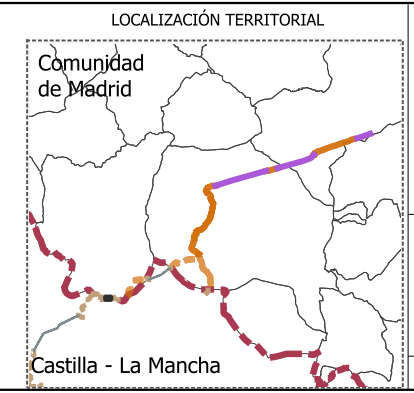 LOCALIZACIÓN TERRITORIAL
Comunidad
de Madrid
Castilla - La Mancha